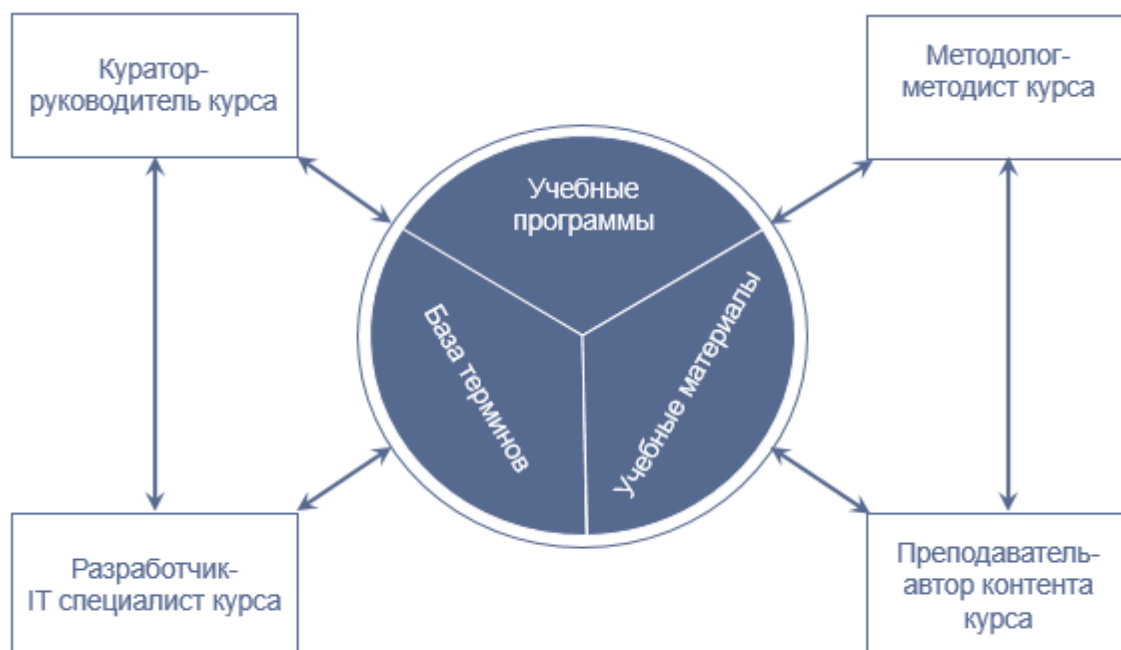 Куратор-
руководитель курса
Методолог-
методист курса
Учебные
программы
База терминов
Учебные материалы
Разработчик-
IT специалист курса
Преподаватель-
автор контента
курса